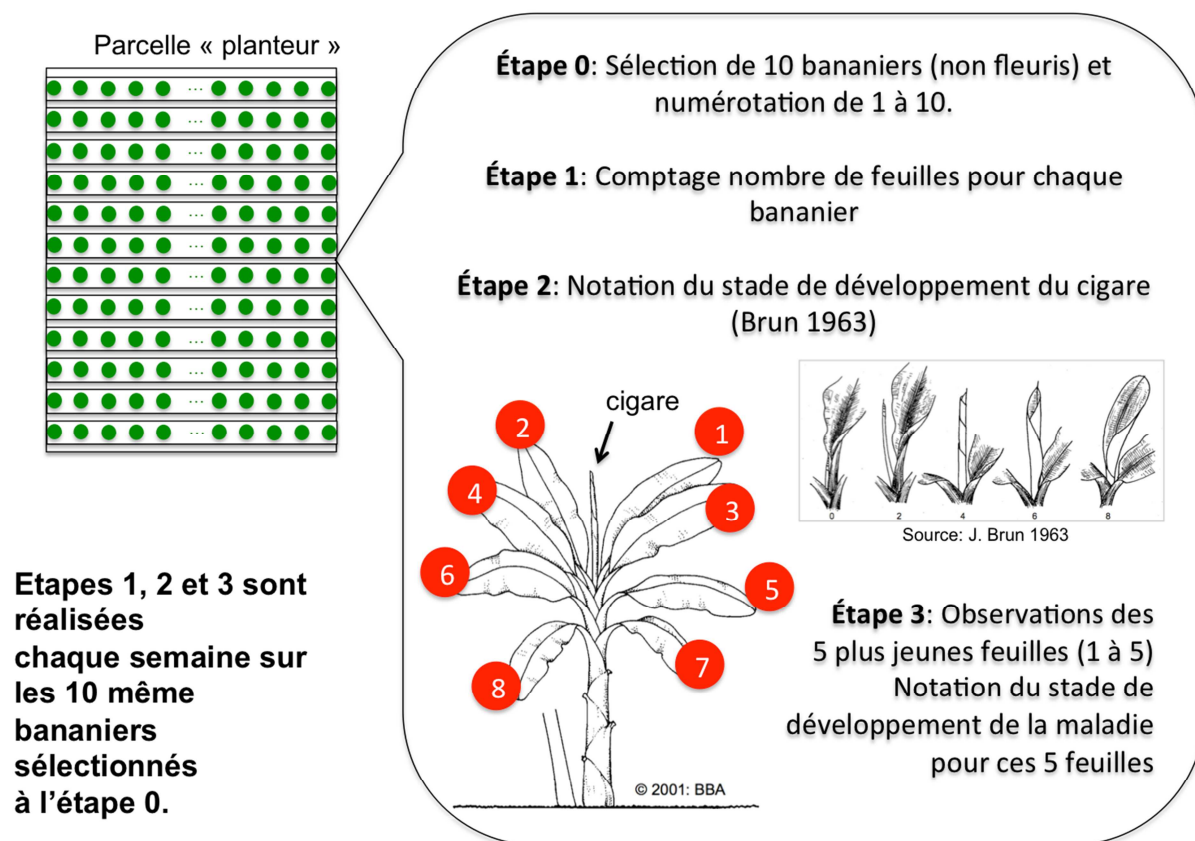 Parcelle « planteur »
...
...
...
...
...
...
...
...
...
...
...
...
Étape 0: Sélection de 10 bananiers (non fleuris) et
numérotation de 1 à 10.
Étape 1: Comptage nombre de feuilles pour chaque
bananier
Étape 2: Notation du stade de développement du cigare
(Brun 1963)
cigare
2
1
4
3
6
5
8
7
© 2001: BBA
0 2 4 6 8
Source: J. Brun 1963
Étape 3: Observations des
5 plus jeunes feuilles (1 à 5)
Notation du stade de
développement de la maladie
pour ces 5 feuilles
Etapes 1, 2 et 3 sont
réalisées
chaque semaine sur
les 10 même
bananiers
sélectionnés
à l’étape 0.